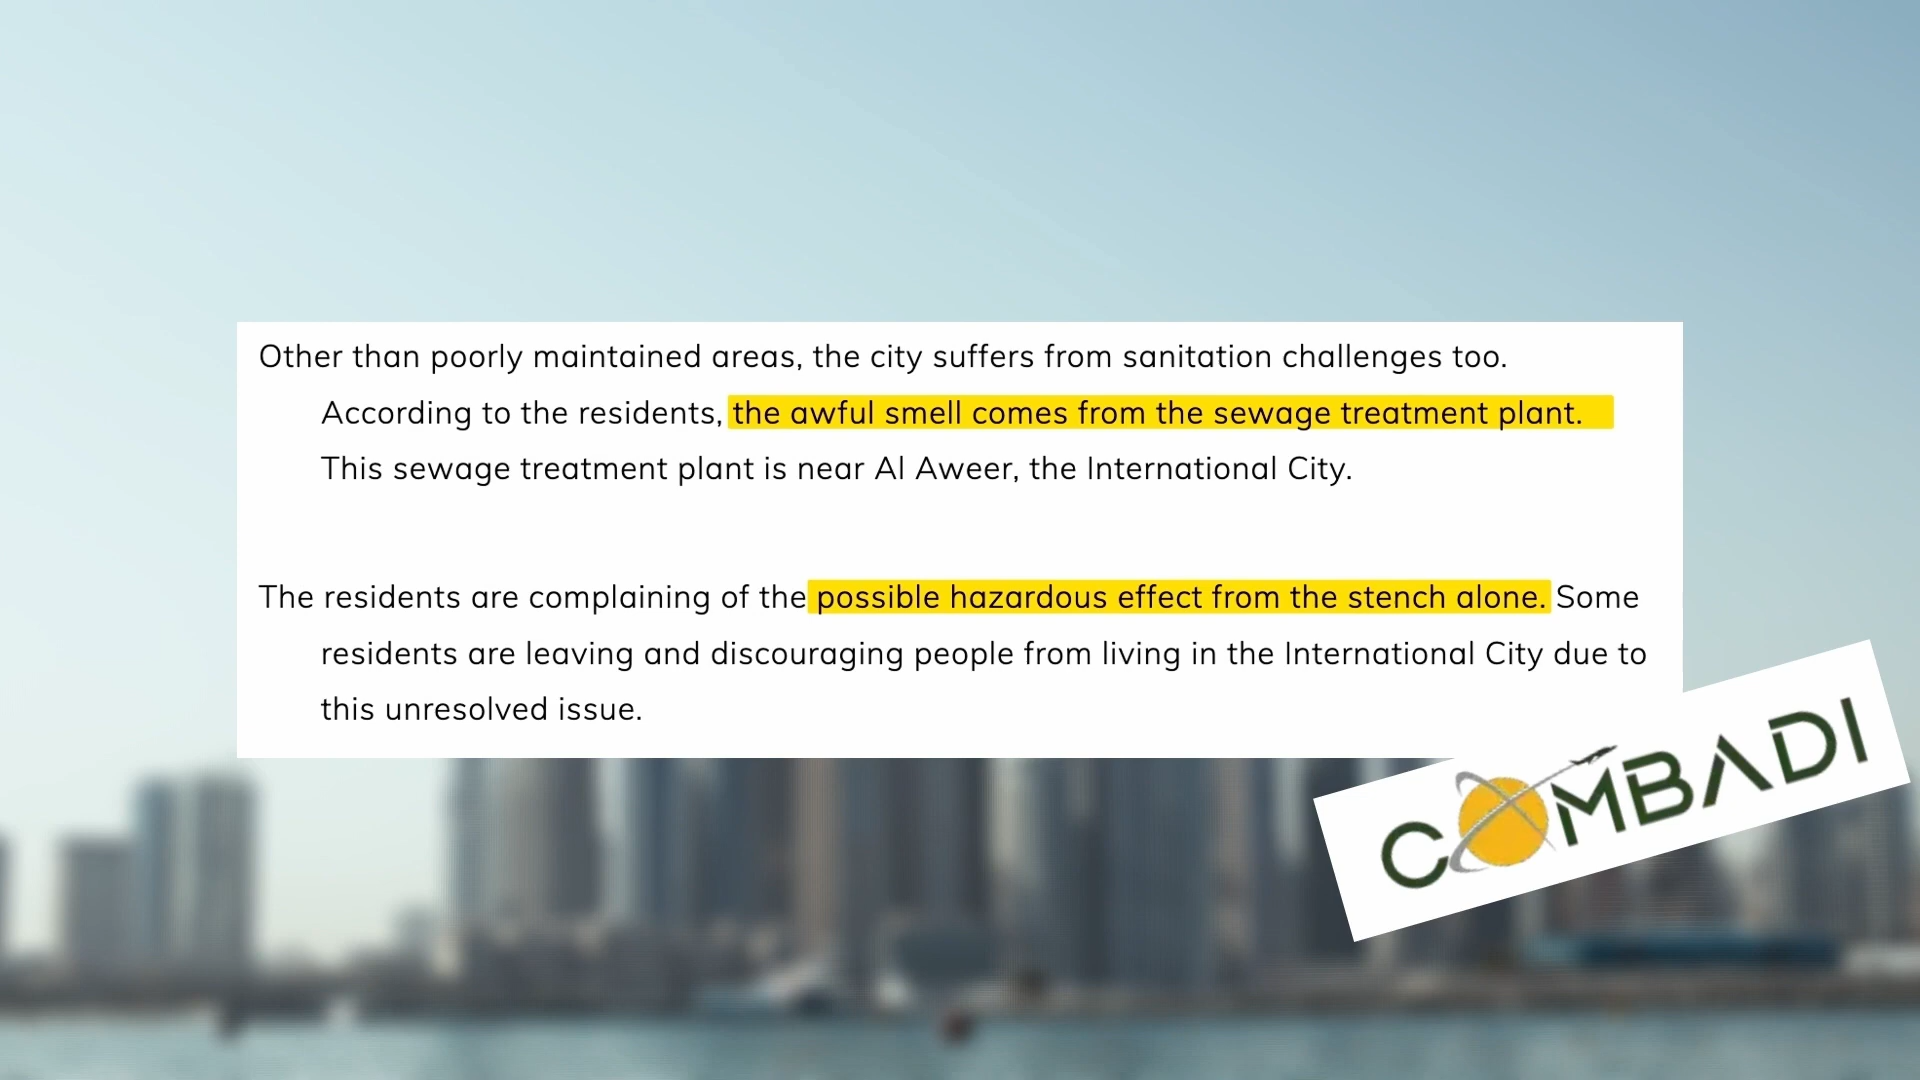 Other than poorly maintained areas, the city suffers from sanitation challenges too.
According to the residents, the awful smell comes from the sewage treatment plant.
This sewage treatment plant is near Al Aweer, the International City.
The residents are complaining of the possible hazardous effect from the stench alone. Some
residents are leaving and discouraging people from living in the International City due to
this unresolved issue.
COMBADI